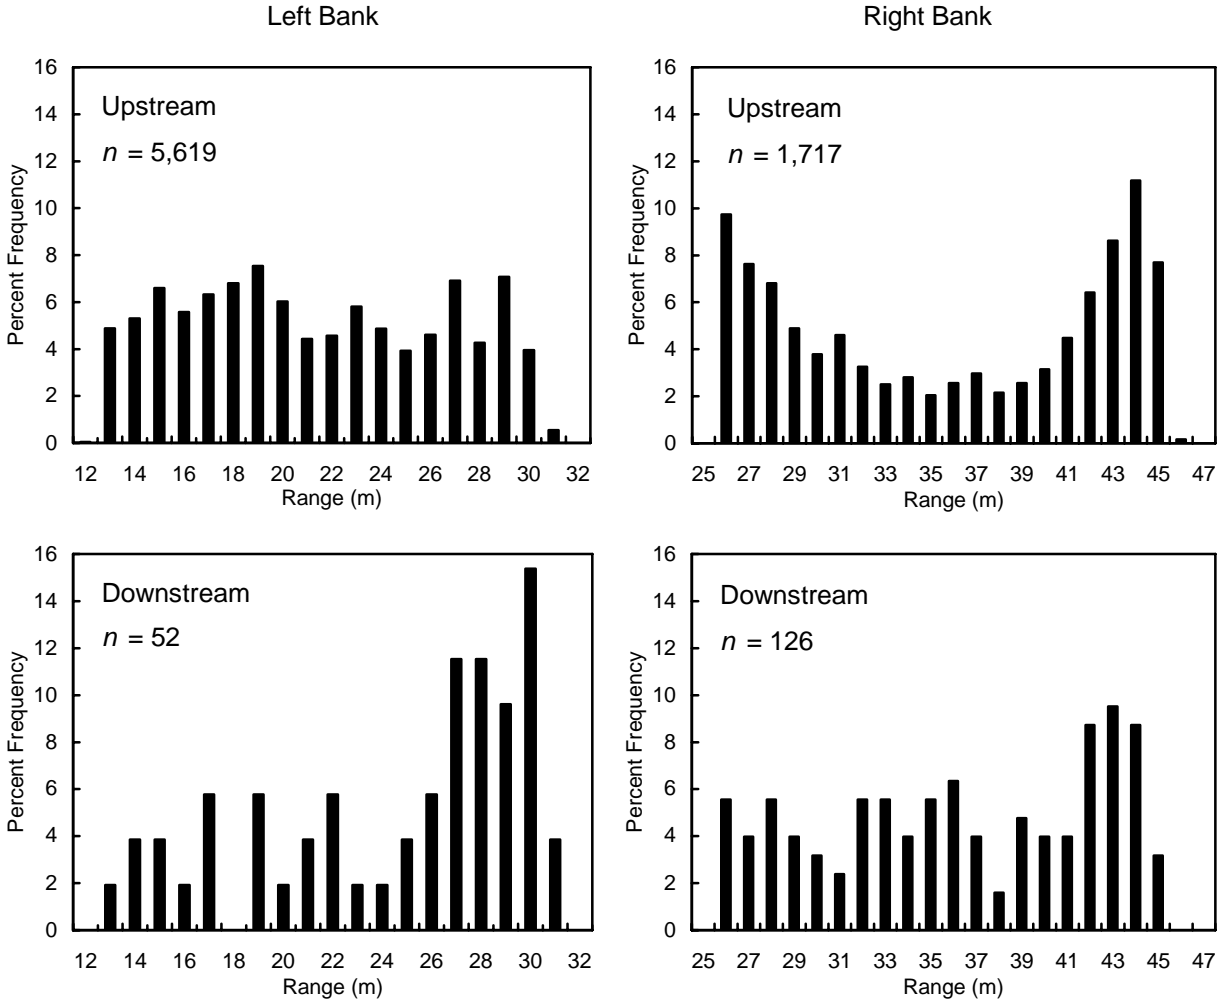 Left Bank
Right Bank
Upstream
n = 5,619
Percent Frequency
16
14
12
10
8
6
4
2
0
12 14 16 18 20 22 24 26 28 30 32
Range (m)
Upstream
n = 1,717
Percent Frequency
16
14
12
10
8
6
4
2
0
25 27 29 31 33 35 37 39 41 43 45 47
Range (m)
Downstream
n = 52
Percent Frequency
16
14
12
10
8
6
4
2
0
12 14 16 18 20 22 24 26 28 30 32
Range (m)
Downstream
n = 126
Percent Frequency
16
14
12
10
8
6
4
2
0
25 27 29 31 33 35 37 39 41 43 45 47
Range (m)